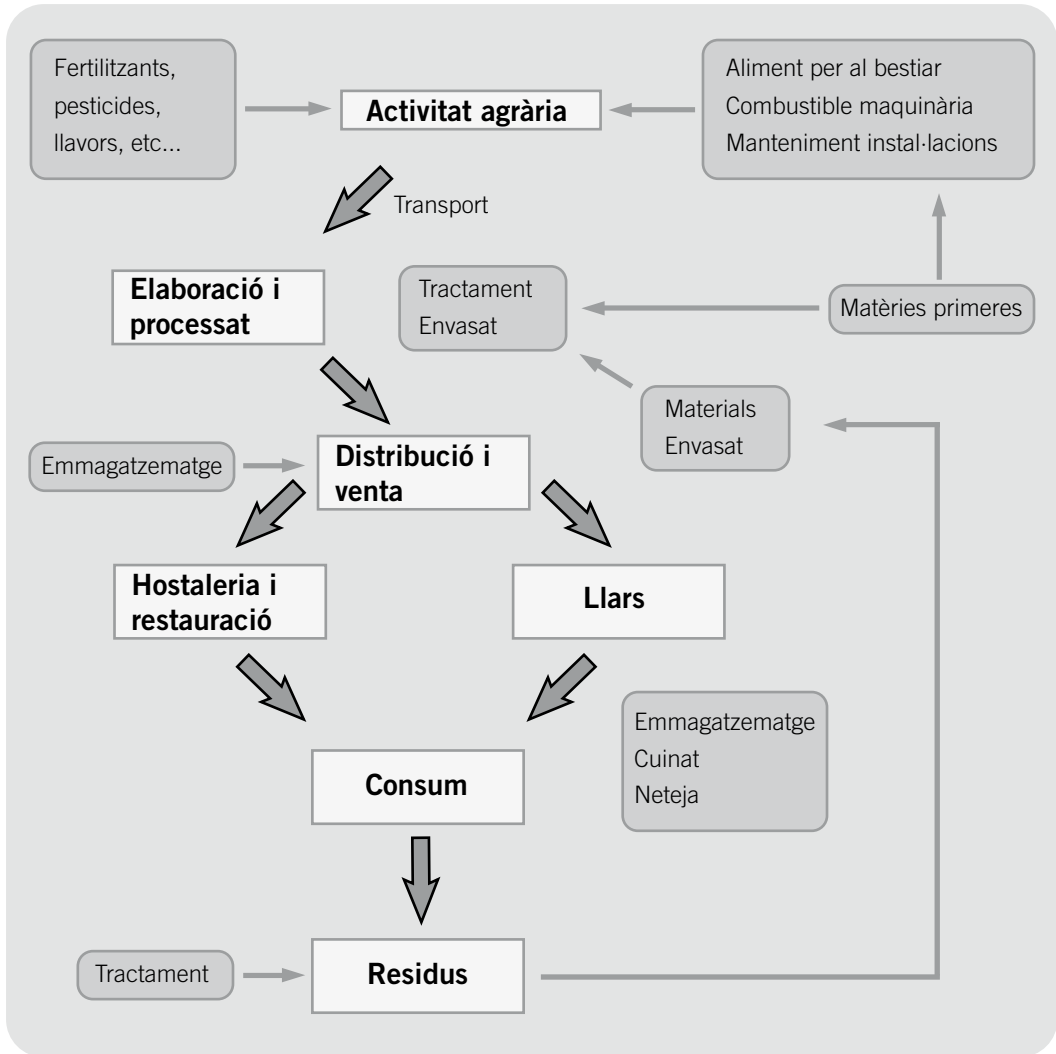 Fertilitzants,
pesticides,
llavors, etc...
Activitat agrària
Aliment per al bestiar
Combustible maquinària
Manteniment instal·lacions
Transport
Elaboració i
processat
Tractament
Envasat
Matèries primeres
Materials
Envasat
Emmagatzematge
Distribució i
venta
Hostaleria i
restauració
Llars
Emmagatzematge
Cuinat
Neteja
Consum
Tractament
Residus